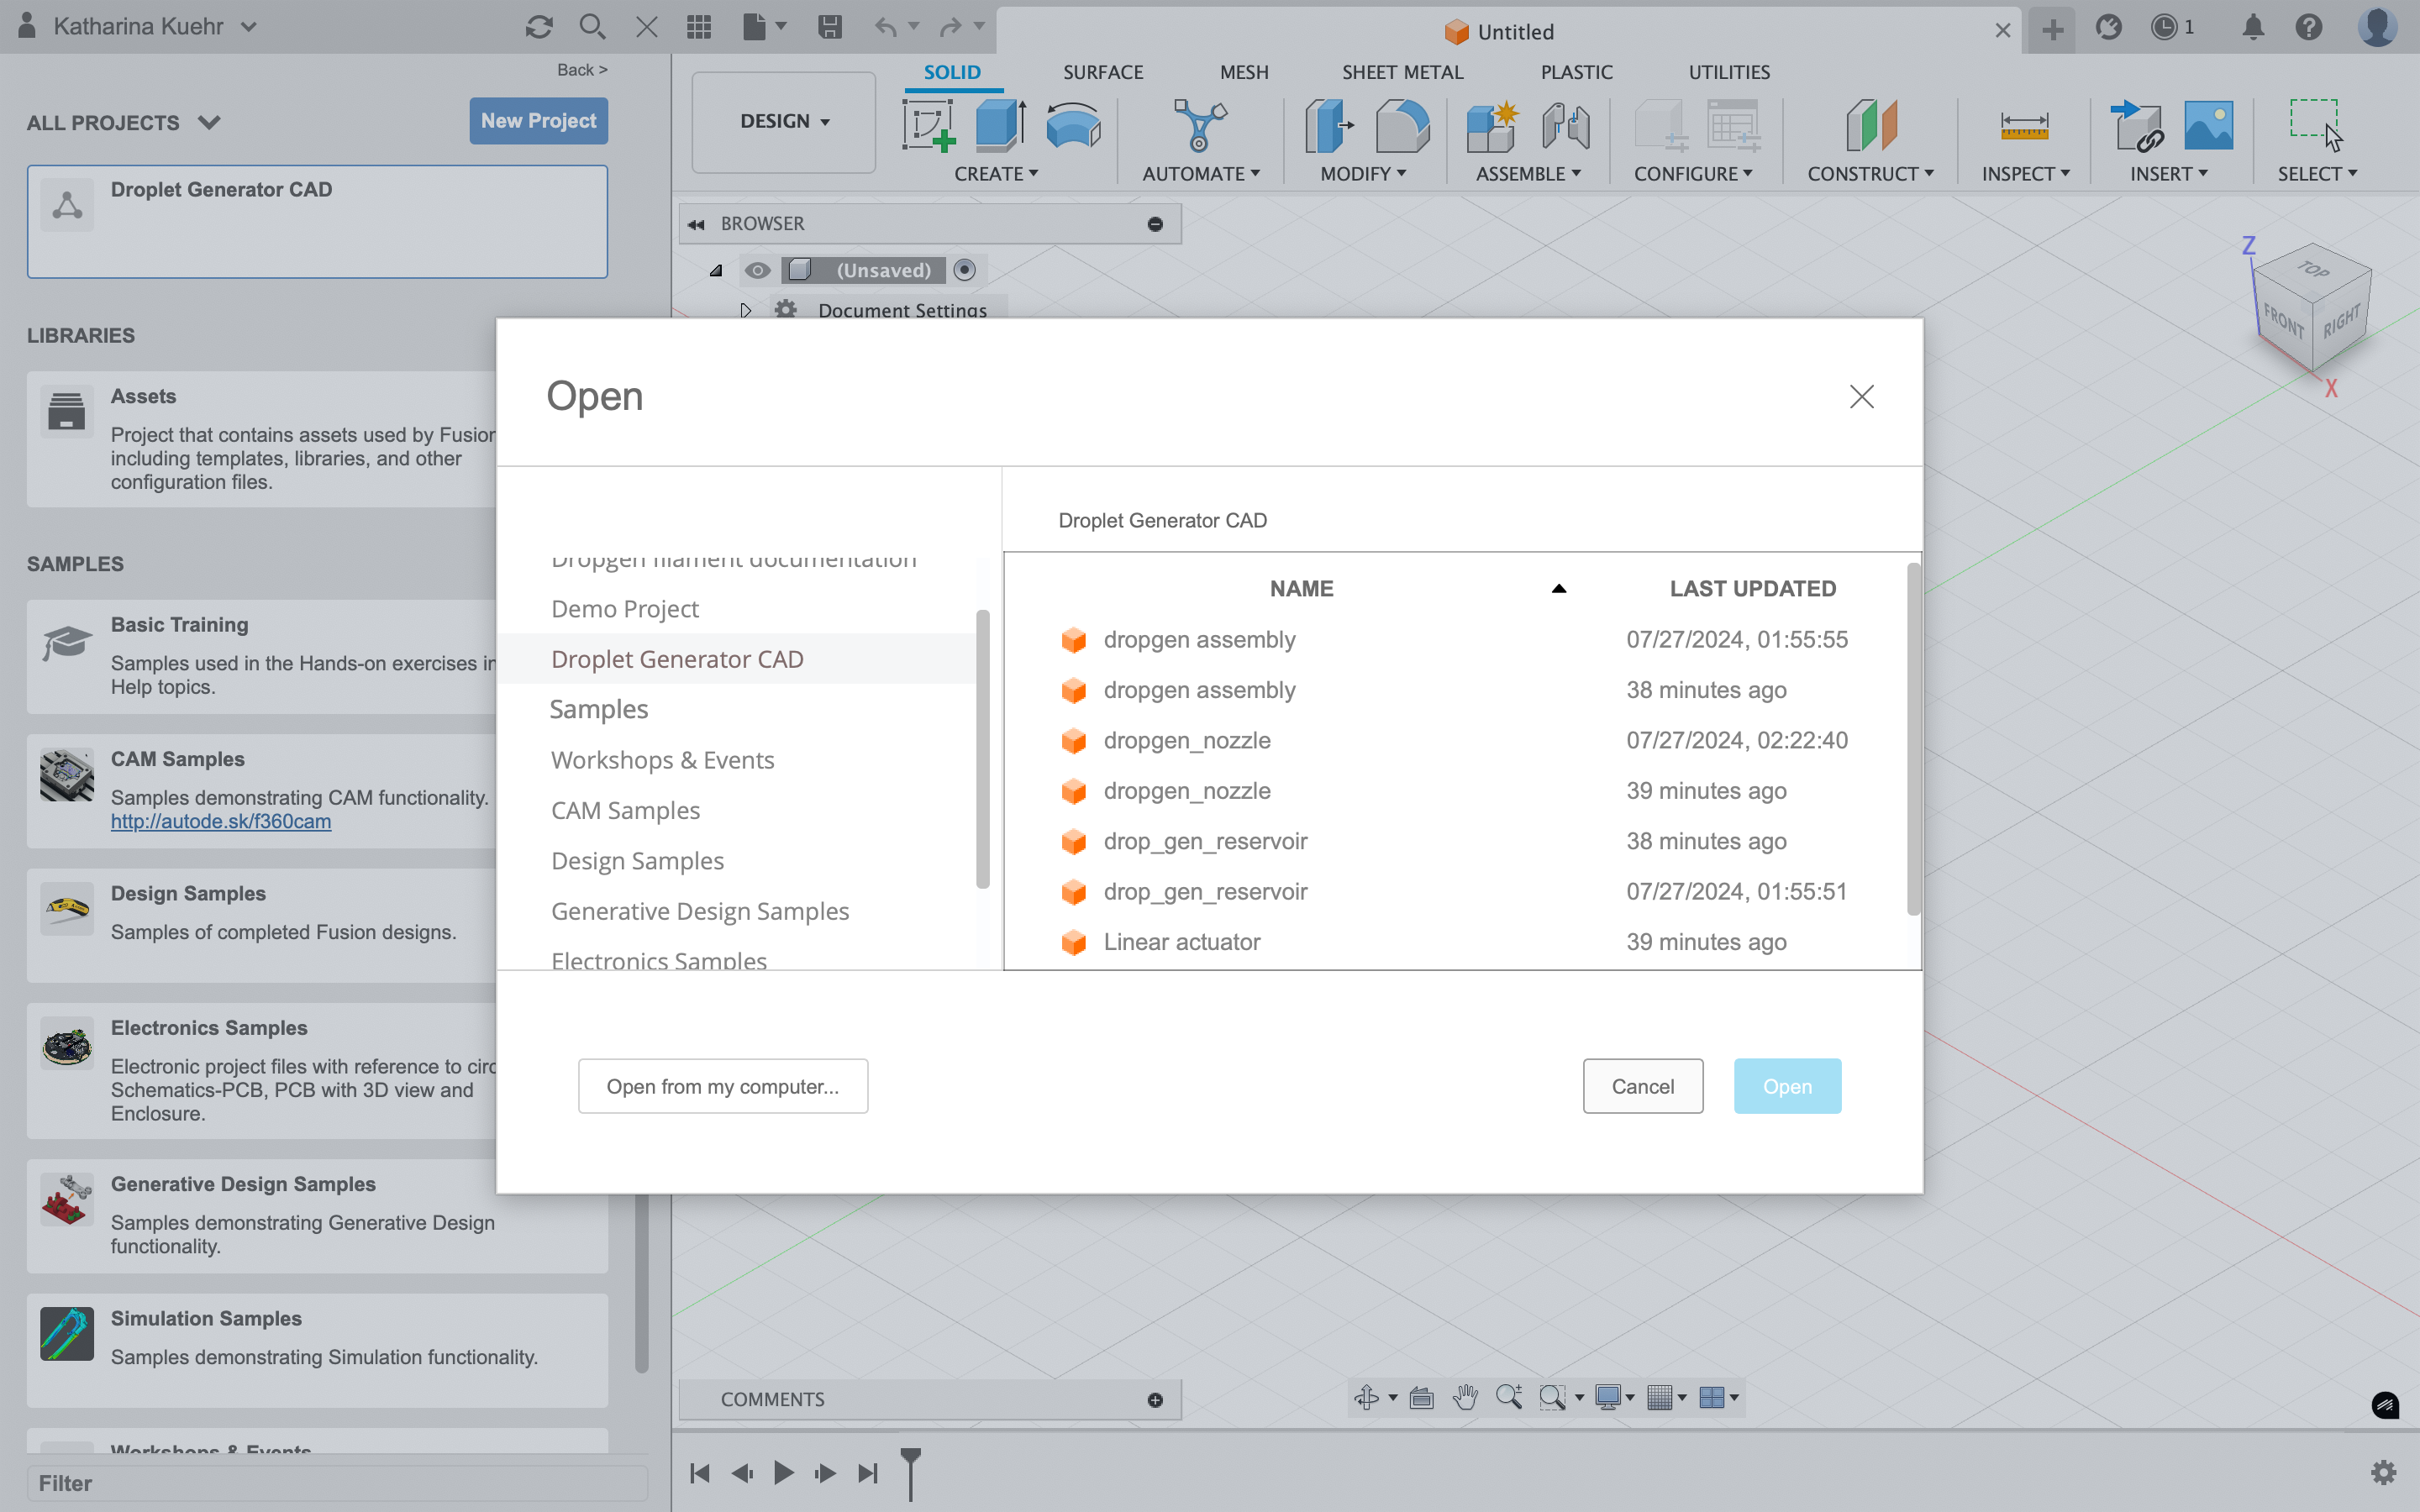 Katharina Kuehr
Untitled
1
Back >
ALL PROJECTS
New Project
Droplet Generator CAD
LIBRARIES
Assets
Project that contains assets used by Fusion
including templates, libraries, and other
configuration files.
SAMPLES
Basic Training
Samples used in the Hands-on exercises in
Help topics.
CAM Samples
Samples demonstrating CAM functionality.
http://autode.sk/f360cam
Design Samples
Samples of completed Fusion designs.
Electronics Samples
Electronic project files with reference to circ
Schematics-PCB, PCB with 3D view and
Enclosure.
Generative Design Samples
Samples demonstrating Generative Design
functionality.
Simulation Samples
Samples demonstrating Simulation functionality.
Workshops & Events
Filter
DESIGN
SOLID
SURFACE
MESH
SHEET METAL
PLASTIC
UTILITIES
CREATE
AUTOMATE
MODIFY
ASSEMBLE
CONFIGURE
CONSTRUCT
INSPECT
INSERT
SELECT
BROWSER
(Unsaved)
Document Settings
Z
TOP
FRONT
RIGHT
X
Open
Dropgen filament documentation
Demo Project
Droplet Generator CAD
Samples
Workshops & Events
CAM Samples
Design Samples
Generative Design Samples
Electronics Samples
Droplet Generator CAD
NAME LAST UPDATED
dropgen assembly 07/27/2024, 01:55:55
dropgen assembly 38 minutes ago
dropgen_nozzle 07/27/2024, 02:22:40
dropgen_nozzle 39 minutes ago
drop_gen_reservoir 38 minutes ago
drop_gen_reservoir 07/27/2024, 01:55:51
Linear actuator 39 minutes ago
Open from my computer...
Cancel
Open
COMMENTS